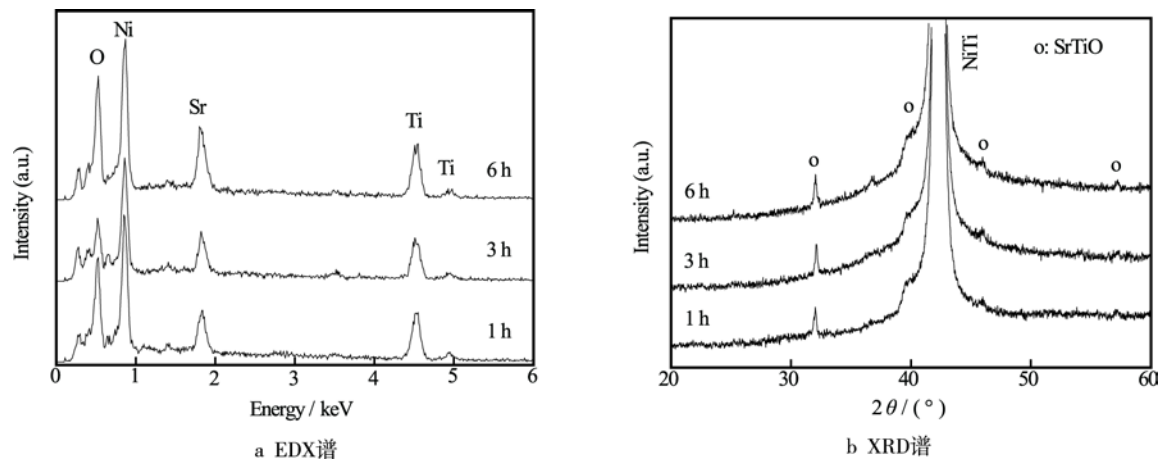 O
Ni
Sr
Ti
Ti
6 h
3 h
1 h
Intensity (a.u.)
0 1 2 3 4 5 6
Energy / keV
a EDX谱
o: SrTiO
NiTi
o
o
o
o
6 h
3 h
1 h
Intensity (a.u.)
20 30 40 50 60
2θ/(°)
b XRD谱